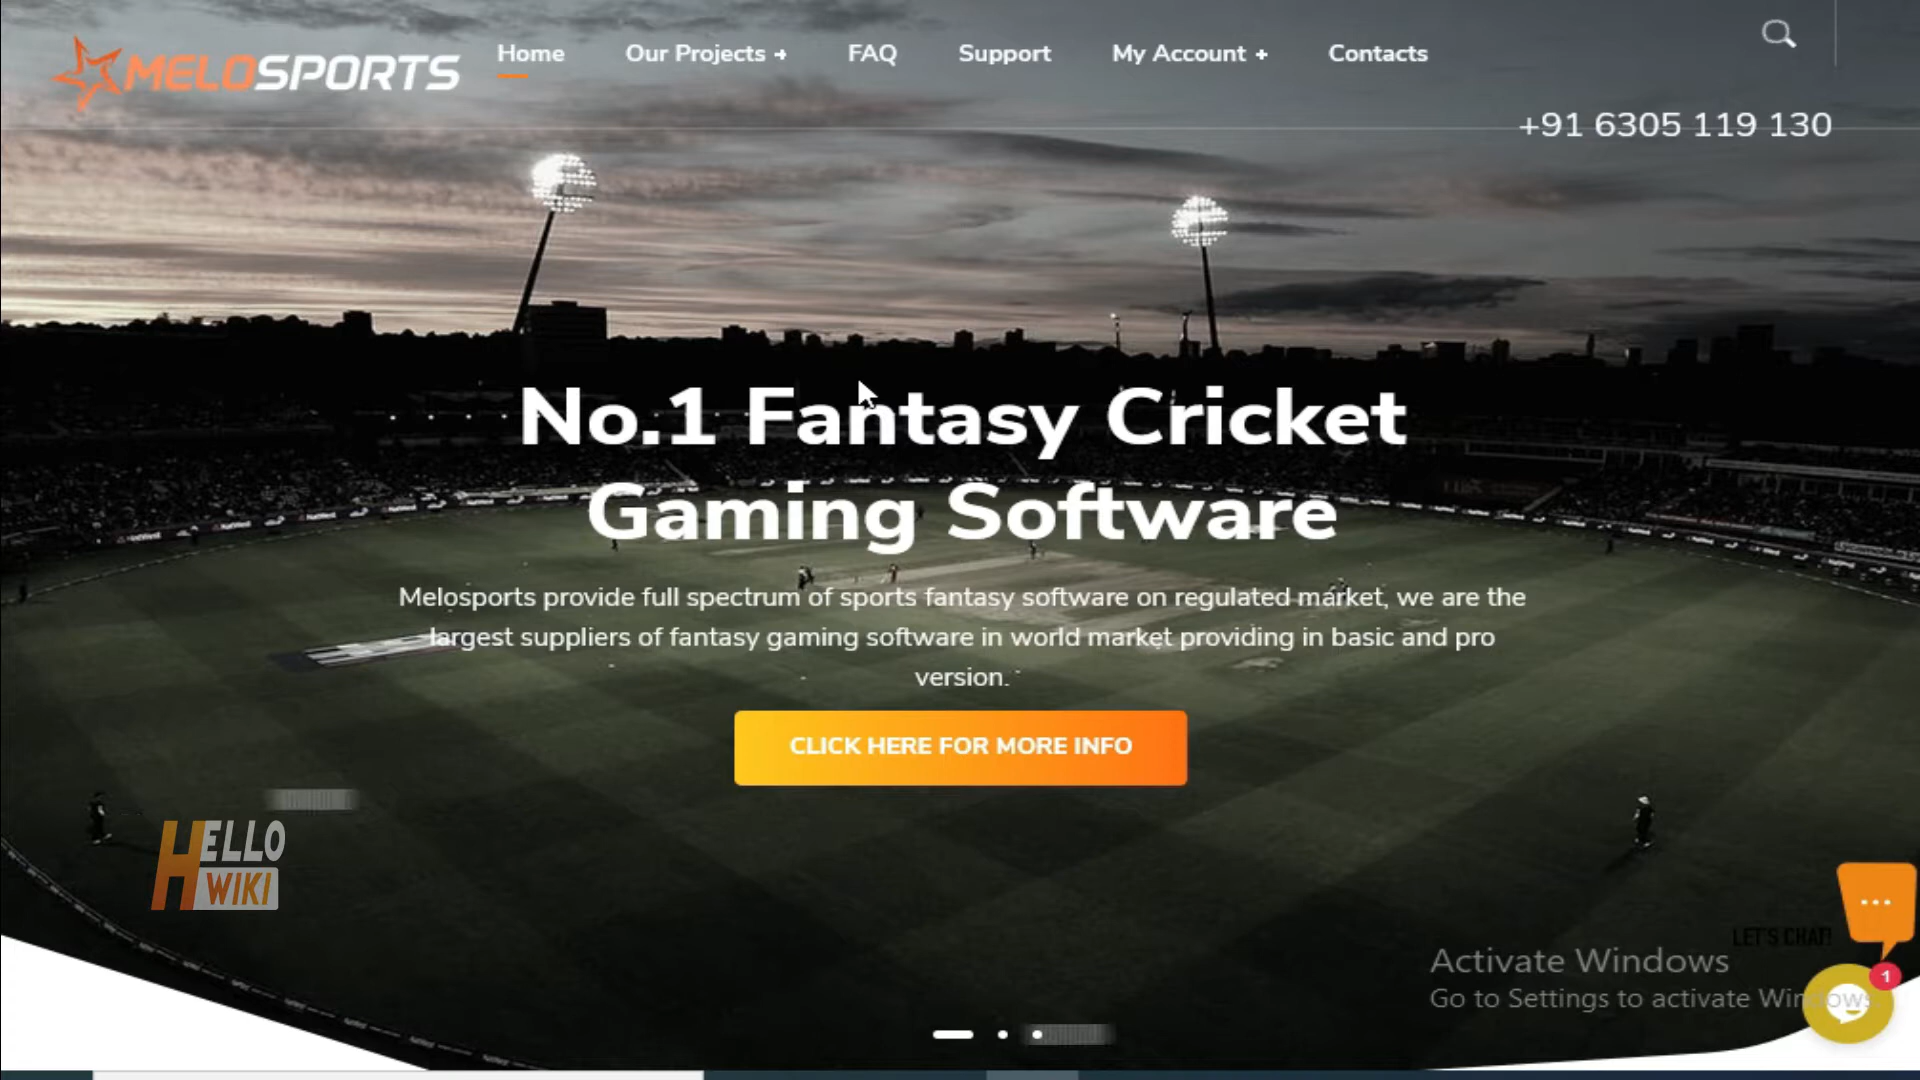 MELOSPORTS
Home
Our Projects +
FAQ
Support
My Account +
Contacts
+91 6305 119 130
No.1 Fantasy Cricket
Gaming Software
Melosports provide full spectrum of sports fantasy software on regulated market, we are the
largest suppliers of fantasy gaming software in world market providing in basic and pro
version.
CLICK HERE FOR MORE INFO
HELLO
WIKI
LET'S CHAT!
Activate Windows
Go to Settings to activate Windows.
1